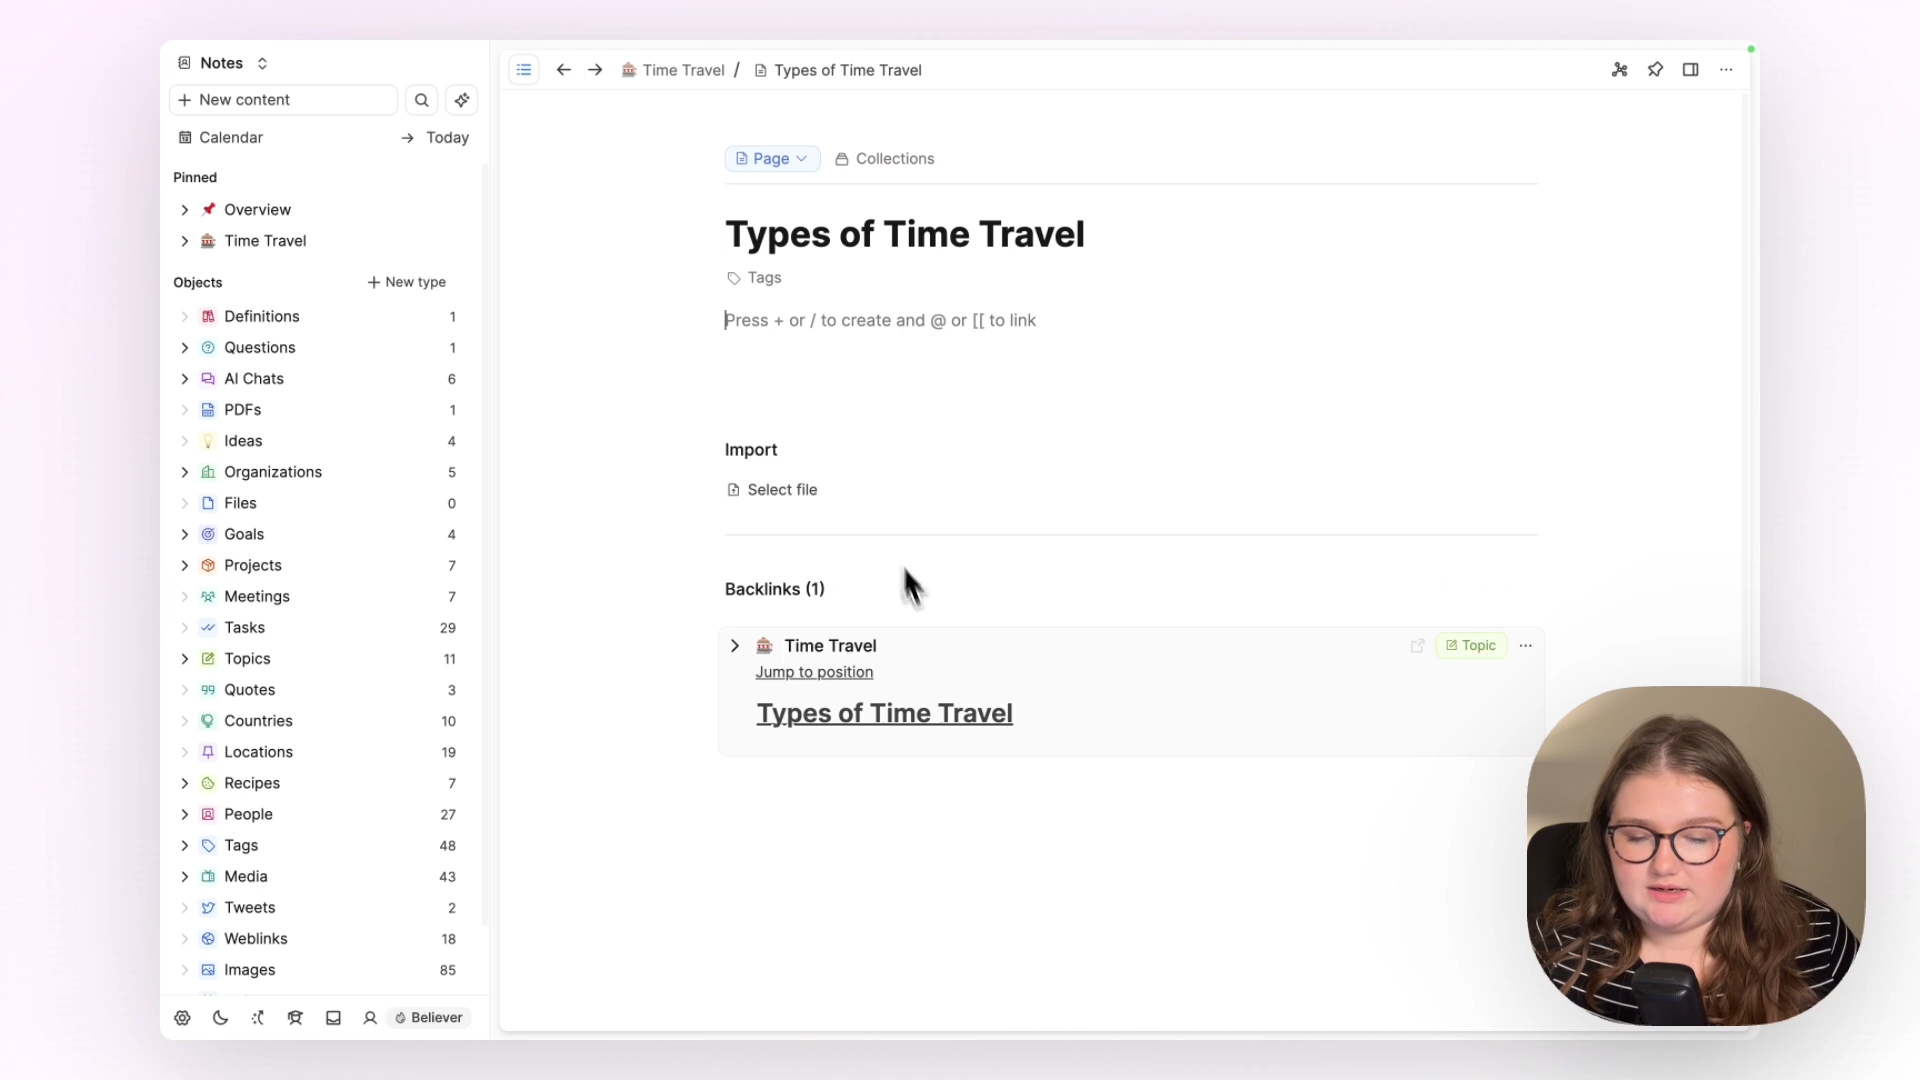 Notes
New content
Calendar
Today
Pinned
Overview
Time Travel
Objects
New type
Definitions 1
Questions 1
AI Chats 6
PDFs 1
Ideas 4
Organizations 5
Files 0
Goals 4
Projects 7
Meetings 7
Tasks 29
Topics 11
Quotes 3
Countries 10
Locations 19
Recipes 7
People 27
Tags 48
Media 43
Tweets 2
Weblinks 18
Images 85
Believer
Time Travel / Types of Time Travel
Page Collections
Types of Time Travel
Tags
Press + or / to create and @ or [[ to link
Import
Select file
Backlinks (1)
Time Travel
Topic
Jump to position
Types of Time Travel